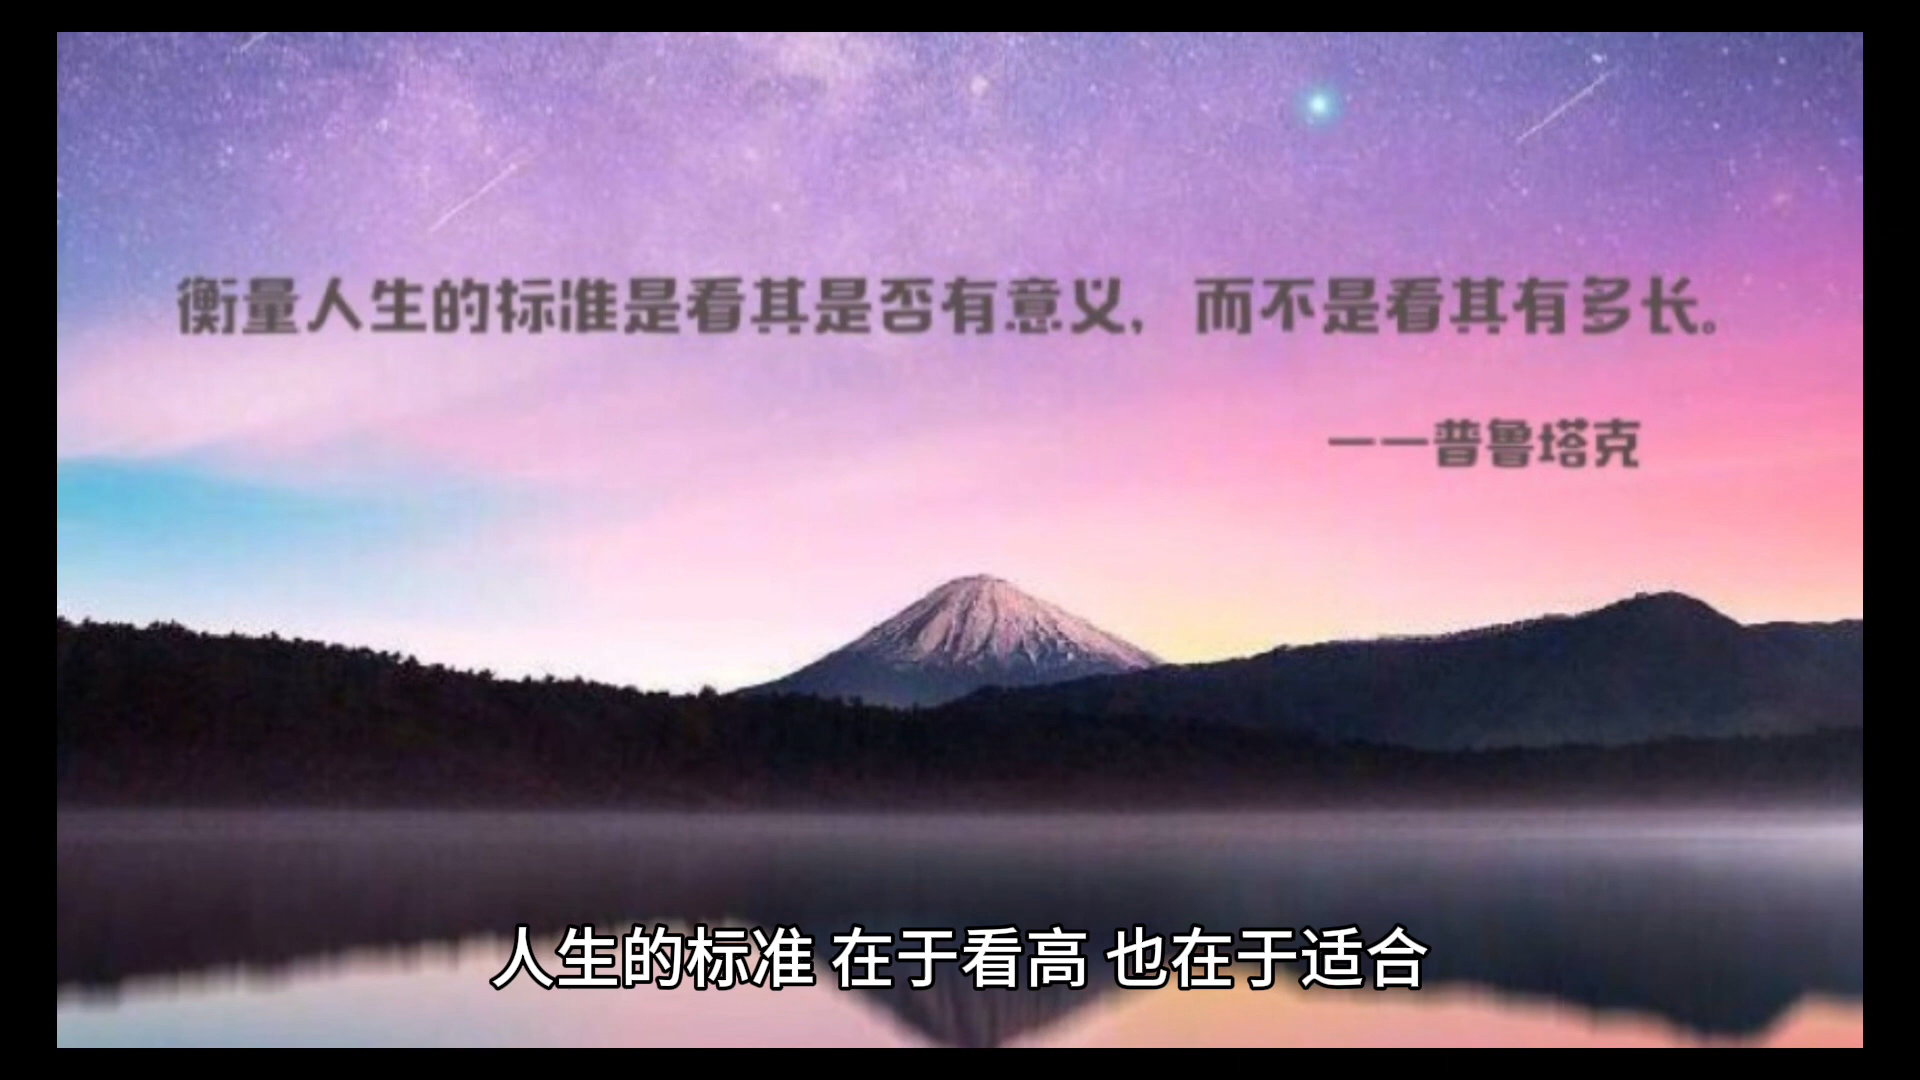 衡量人生的标准是看其是否有意义，而不是看其有多长。
一一普鲁塔克
人生的标准 在于看高 也在于适合